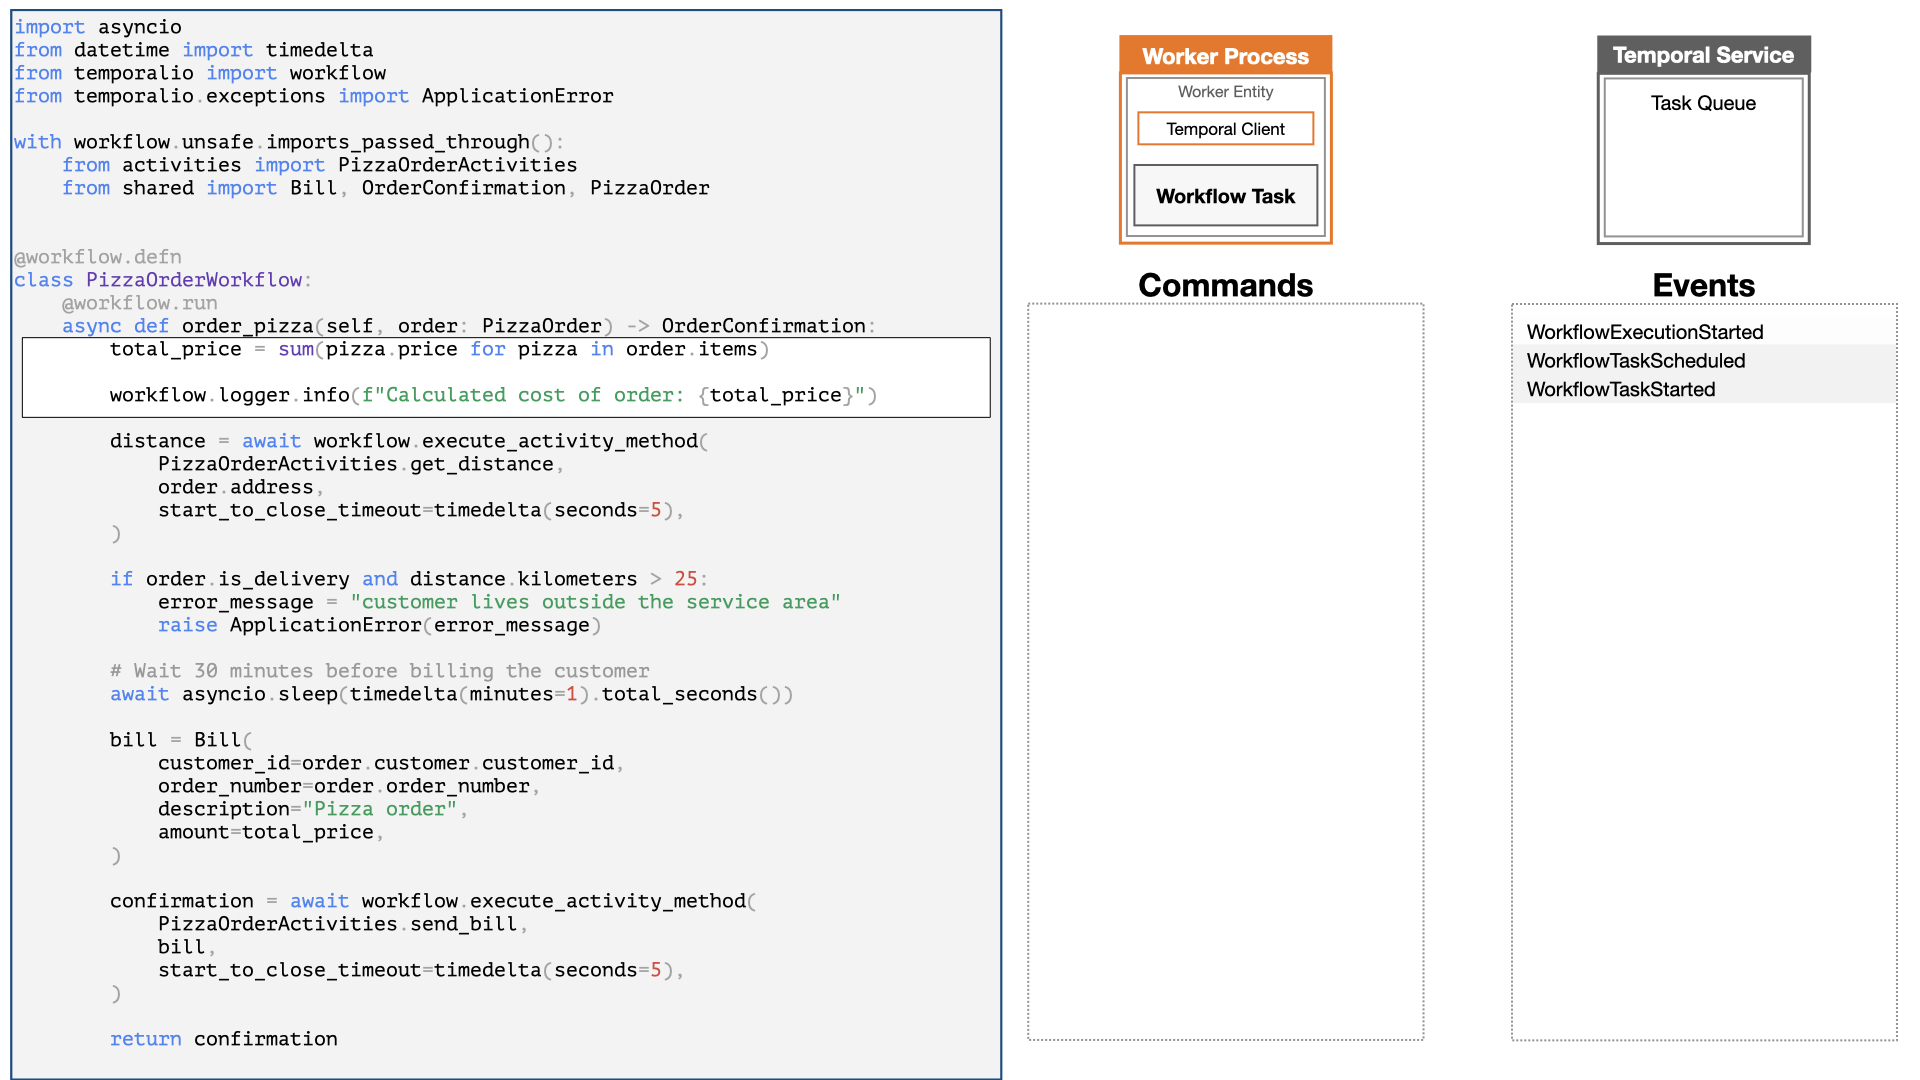 import asyncio
from datetime import timedelta
from temporalio import workflow
from temporalio.exceptions import ApplicationError
with workflow.unsafe.imports_passed_through():
    from activities import PizzaOrderActivities
    from shared import Bill, OrderConfirmation, PizzaOrder
@workflow.defn
class PizzaOrderWorkflow:
    @workflow.run
    async def order_pizza(self, order: PizzaOrder) -> OrderConfirmation:
        total_price = sum(pizza.price for pizza in order.items)
        workflow.logger.info(f"Calculated cost of order: {total_price}")
        distance = await workflow.execute_activity_method(
            PizzaOrderActivities.get_distance,
            order.address,
            start_to_close_timeout=timedelta(seconds=5),
        )
        if order.is_delivery and distance.kilometers > 25:
            error_message = "customer lives outside the service area"
            raise ApplicationError(error_message)
        # Wait 30 minutes before billing the customer
        await asyncio.sleep(timedelta(minutes=1).total_seconds())
        bill = Bill(
            customer_id=order.customer.customer_id,
            order_number=order.order_number,
            description="Pizza order",
            amount=total_price,
        )
        confirmation = await workflow.execute_activity_method(
            PizzaOrderActivities.send_bill,
            bill,
            start_to_close_timeout=timedelta(seconds=5),
        )
        return confirmation
Worker Process
Worker Entity
Temporal Client
Workflow Task
Temporal Service
Task Queue
Commands
Events
WorkflowExecutionStarted
WorkflowTaskScheduled
WorkflowTaskStarted